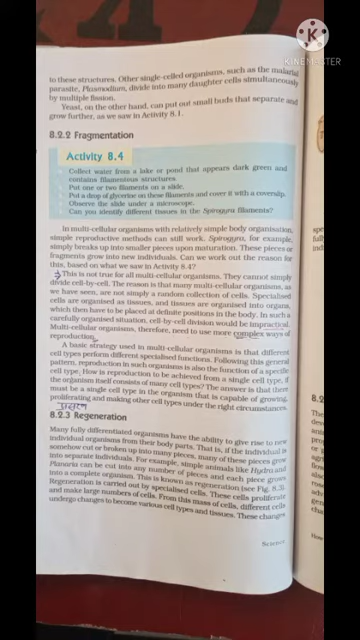 KINEMASTER
in these structures. Other single-celled organisms, such as the malarial
parasite, Plasmodium, divide into many daughter cells simultaneously
by multiple fission.
Yeast, on the other hand, can put out small buds that separate and
grow further, as we saw in Activity 8.1.
8.2.2 Fragmentation
Activity 8.4
Collect water from a lake or pond that appears dark green and
contains filamentous structures.
Put one or two filaments on a slide.
Put a drop of glycerine on these filaments and cover it with a coverslip.
Observe the slide under a microscope.
Can you identify different tissues in the Spirogyra filaments?
In multi-cellular organisms with relatively simple body organisation,
simple reproductive methods can still work. Spirogyra, for example,
simply breaks up into smaller pieces upon maturation. These pieces or
fragments grow into new individuals. Can we work out the reason for
this, based on what we saw in Activity 8.4?
This is not true for all multi-cellular organisms. They cannot simply
divide cell-by-cell. The reason is that many multi-cellular organisms, as
we have seen, are not simply a random collection of cells. Specialised
cells are organised as tissues, and tissues are organised into organs,
which then have to be placed at definite positions in the body. In such a
carefully organised situation, cell-by-cell division would be impractical.
Multi-cellular organisms, therefore, need to use more complex ways of
reproduction.
A basic strategy used in multi-cellular organisms is that different
cell types perform different specialised functions. Following this general
pattern, reproduction in such organisms is also the function of a specific
cell type. How is reproduction to be achieved from a single cell type, if
the organism itself consists of many cell types? The answer is that there
must be a single cell type in the organism that is capable of growing,
proliferating and making other cell types under the right circumstances.
8.2.3 Regeneration
Many fully differentiated organisms have the ability to give rise to new
individual organisms from their body parts. That is, if the individual is
somehow cut or broken up into many pieces, many of these pieces grow
into separate individuals. For example, simple animals like Hydra and
Planaria can be cut into any number of pieces and each piece grows
into a complete organism. This is known as regeneration (see Fig. 8.3).
Regeneration is carried out by specialised cells. These cells proliferate
and make large numbers of cells. From this mass of cells, different cells
undergo changes to become various cell types and tissues. These changes
Science
8.2
The
How